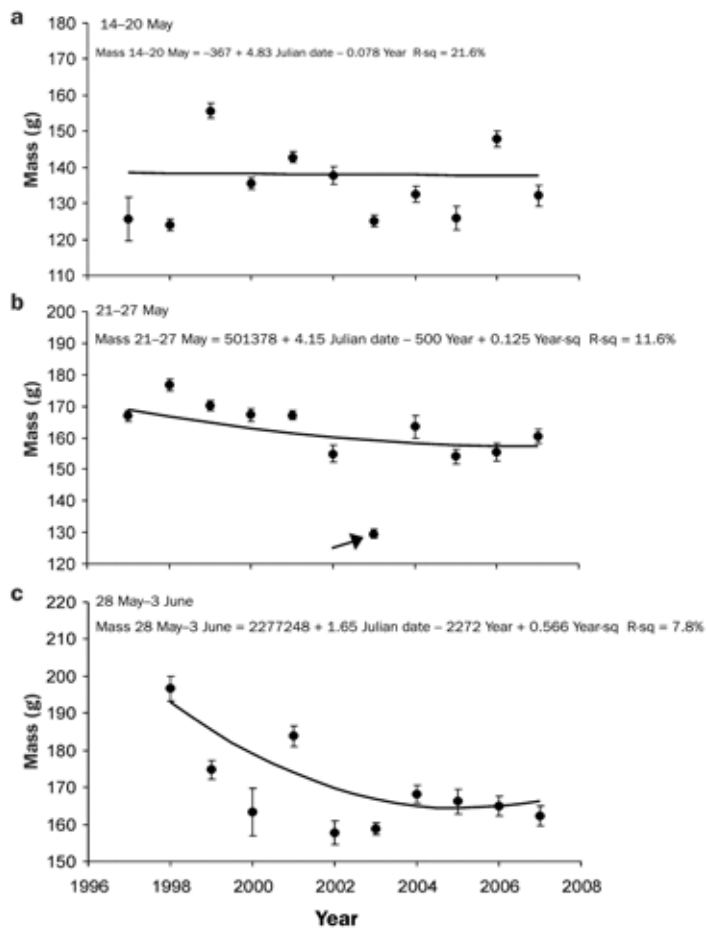 a
14–20 May
Mass 14–20 May = –367 + 4.83 Julian date – 0.078 Year R-sq = 21.6%
Mass (g)
180
170
160
150
140
130
120
110
b
21–27 May
Mass 21–27 May = 501378 + 4.15 Julian date – 500 Year + 0.125 Year-sq R-sq = 11.6%
Mass (g)
200
190
180
170
160
150
140
130
120
c
28 May–3 June
Mass 28 May–3 June = 2277248 + 1.65 Julian date – 2272 Year + 0.566 Year-sq R-sq = 7.8%
Mass (g)
220
210
200
190
180
170
160
150
1996 1998 2000 2002 2004 2006 2008
Year